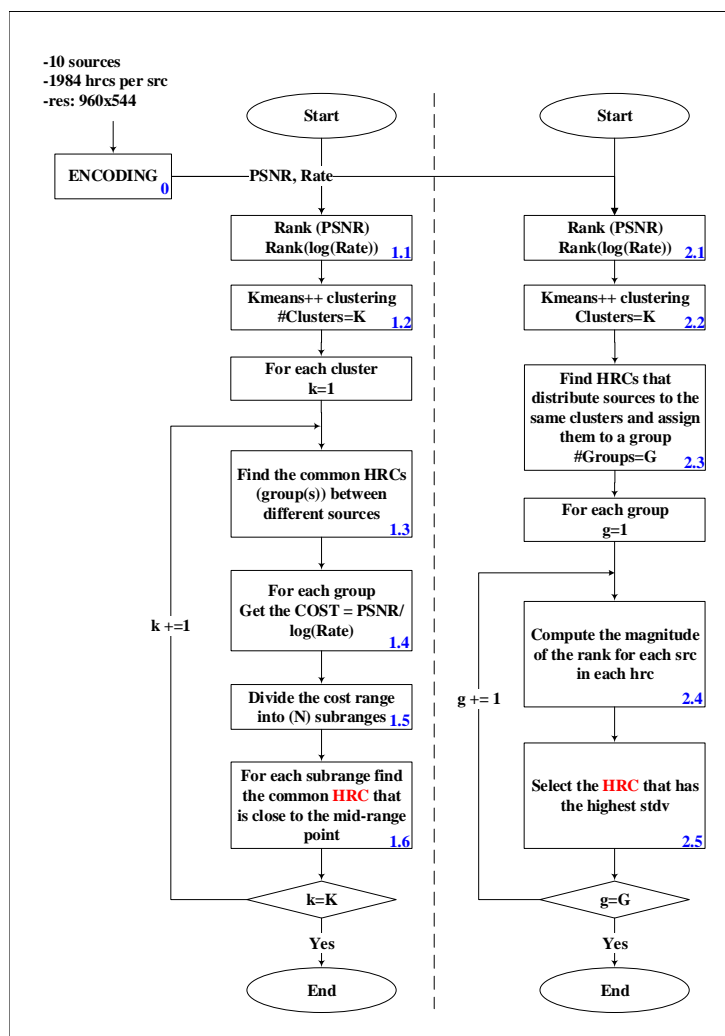 -10 sources
-1984 hrcs per src
-res: 960x544
ENCODING
0
PSNR, Rate
Start
Rank (PSNR)
Rank(log(Rate))
1.1
Kmeans++ clustering
#Clusters=K
1.2
For each cluster
k=1
Find the common HRCs
(group(s)) between
different sources
1.3
For each group
Get the COST = PSNR/
log(Rate)
1.4
Divide the cost range
into (N) subranges
1.5
For each subrange find
the common HRC that
is close to the mid-range
point
1.6
k +=1
k=K
Yes
End
Start
Rank (PSNR)
Rank(log(Rate))
2.1
Kmeans++ clustering
Clusters=K
2.2
Find HRCs that
distribute sources to the
same clusters and assign
them to a group
#Groups=G
2.3
For each group
g=1
Compute the magnitude
of the rank for each src
in each hrc
2.4
g += 1
Select the HRC that has
the highest stdv
2.5
g=G
Yes
End